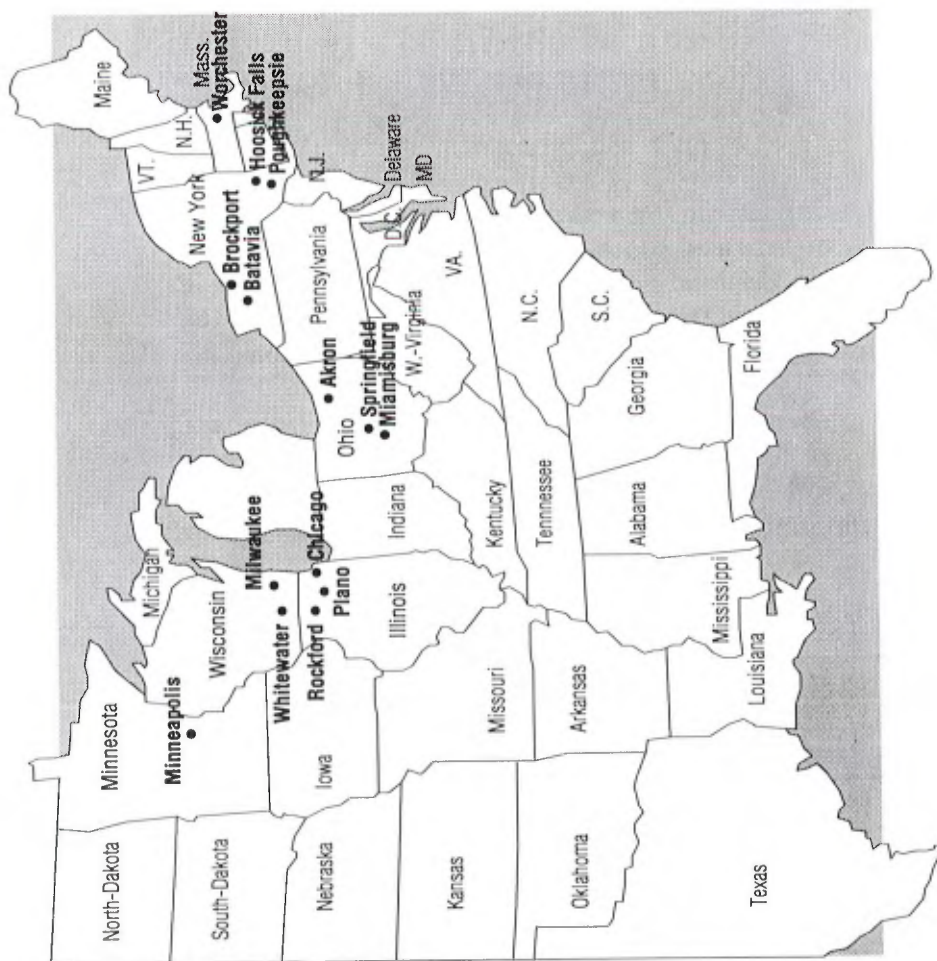 Maine
VT.
N.H.
Mass.
Worchester
New York
Hoosick Falls
Poughkeepsie
Brockport
Batavia
N.J.
Pennsylvania
Delaware
MD
D.C.
Akron
Ohio
Springfield
Miamisburg
W.-Virginia
VA.
N.C.
S.C.
Georgia
Florida
Michigan
Milwaukee
Chicago
Indiana
Kentucky
Tennnessee
Alabama
Wisconsin
Whitewater
Rockford
Plano
Illinois
Mississippi
Minnesota
Minneapolis
Iowa
Missouri
Arkansas
Louisiana
North-Dakota
South-Dakota
Nebraska
Kansas
Oklahoma
Texas